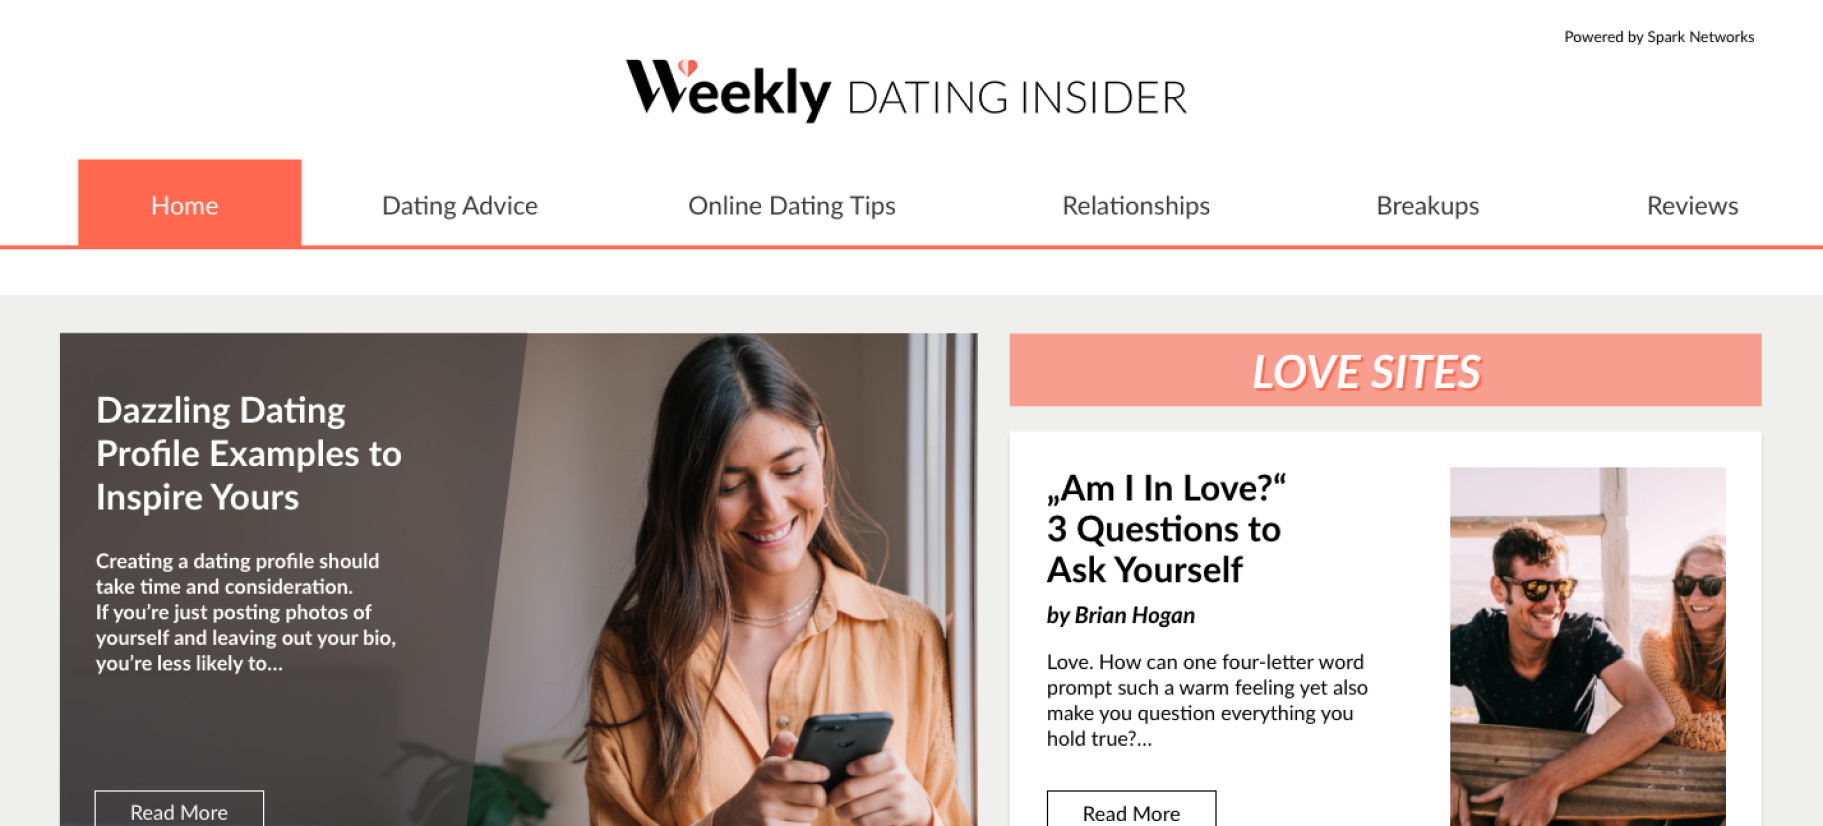 Powered by Spark Networks
Weekly DATING INSIDER
Home
Dating Advice
Online Dating Tips
Relationships
Breakups
Reviews
Dazzling Dating
Profile Examples to
Inspire Yours
Creating a dating profile should
take time and consideration.
If you’re just posting photos of
yourself and leaving out your bio,
you’re less likely to...
Read More
LOVE SITES
„Am I In Love?“
3 Questions to
Ask Yourself
by Brian Hogan
Love. How can one four-letter word
prompt such a warm feeling yet also
make you question everything you
hold true?...
Read More